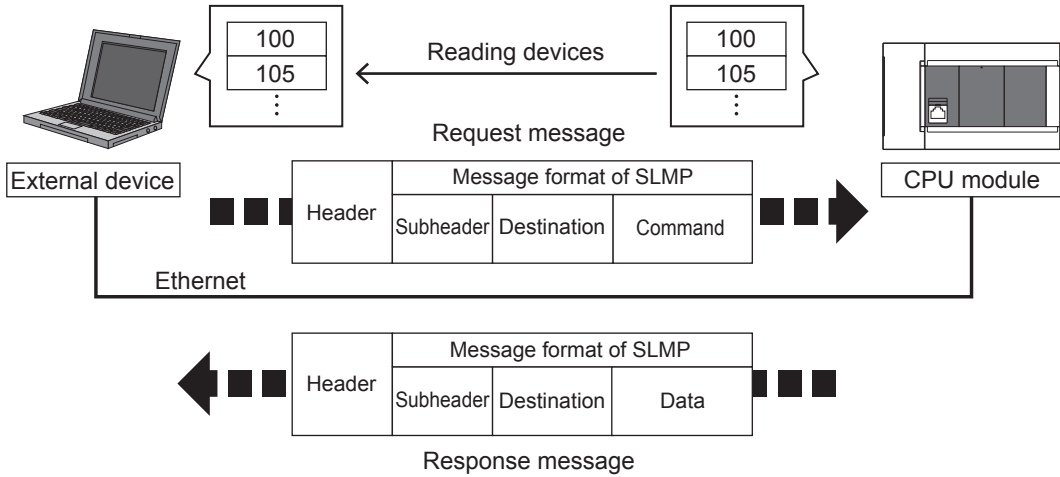 100
105
Reading devices
100
105
Request message
External device
CPU module
Header
Message format of SLMP
Subheader
Destination
Command
Ethernet
Header
Message format of SLMP
Subheader
Destination
Data
Response message